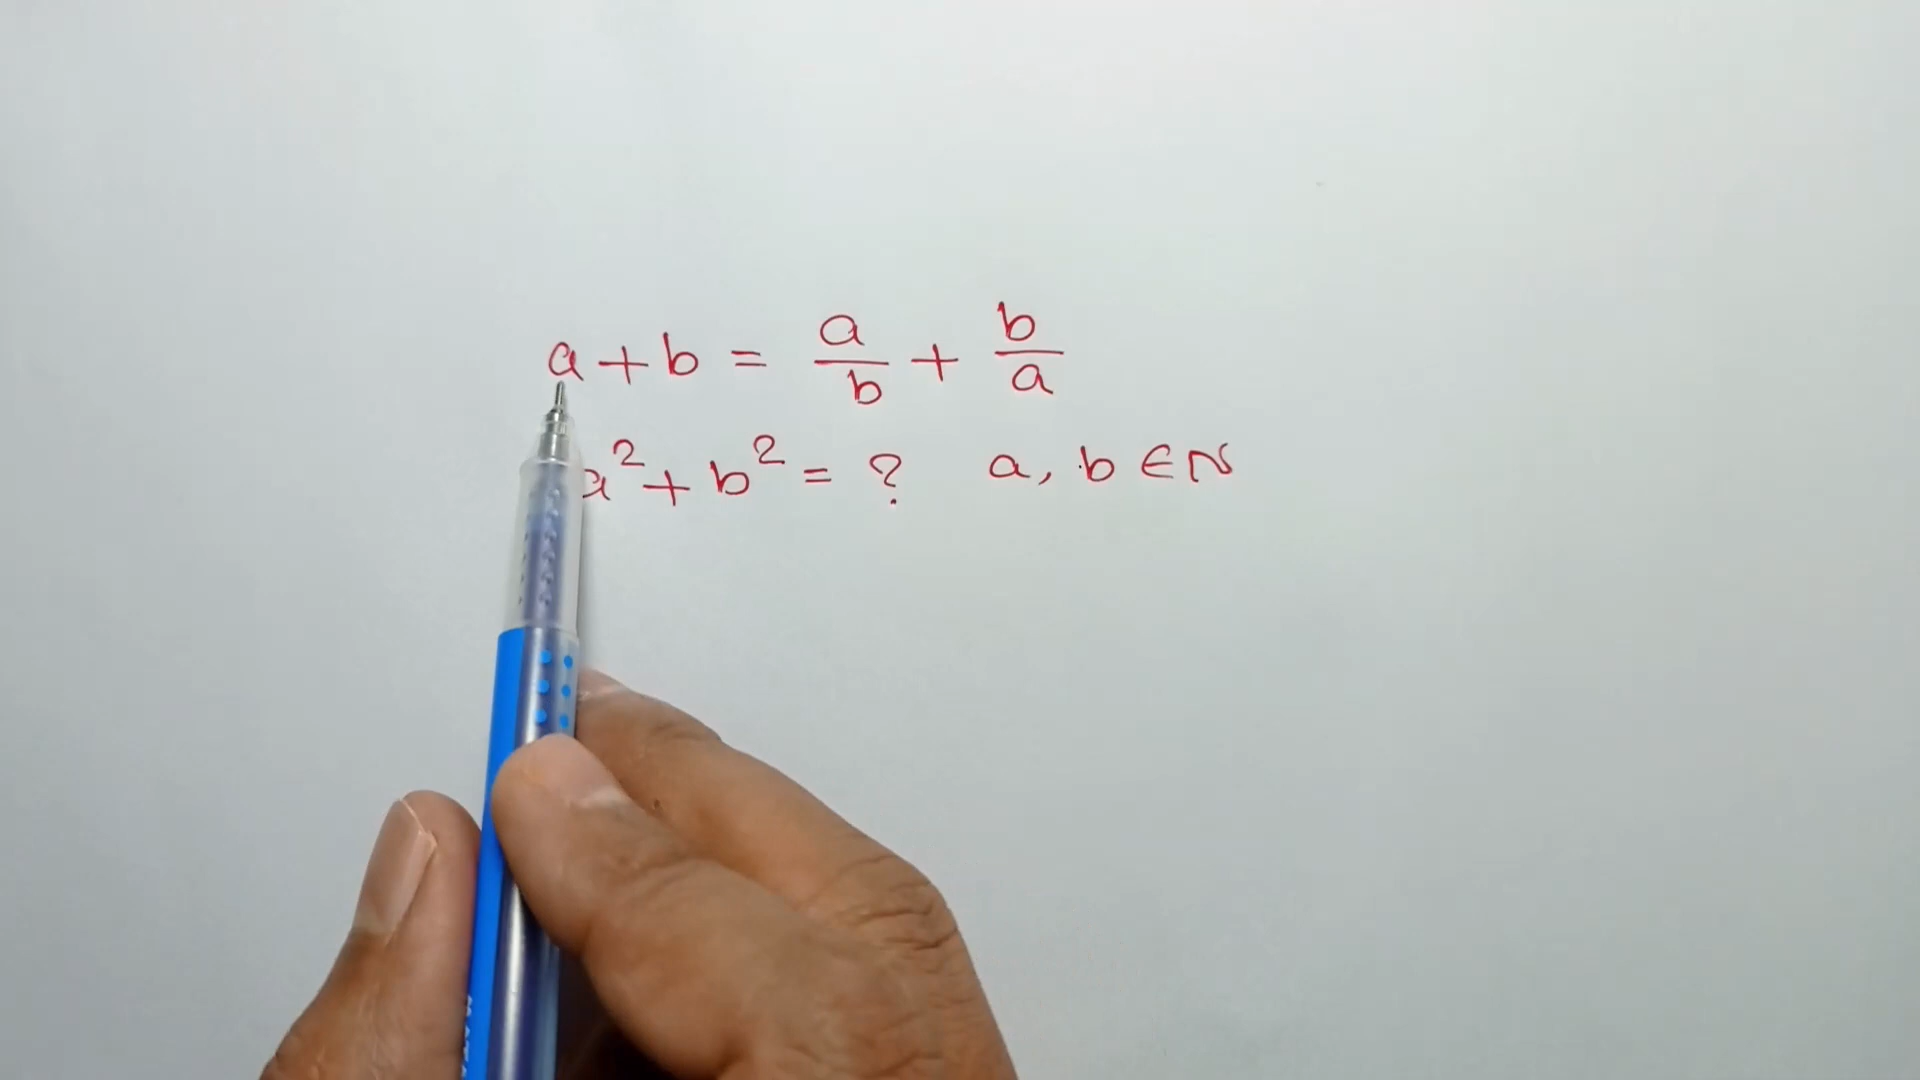 a + b = a/b + b/a
a² + b² = ? a, b ∈ N